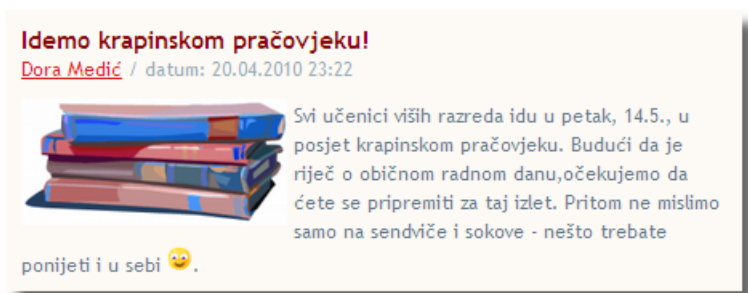 Idemo krapinskom pračovjeku!
Dora Medić / datum: 20.04.2010 23:22
Svi učenici viših razreda idu u petak, 14.5., u
posjet krapinskom pračovjeku. Budući da je
riječ o običnom radnom danu,očekujemo da
ćete se pripremiti za taj izlet. Pritom ne mislimo
samo na sendviče i sokove - nešto trebate
ponijeti i u sebi 🙂.